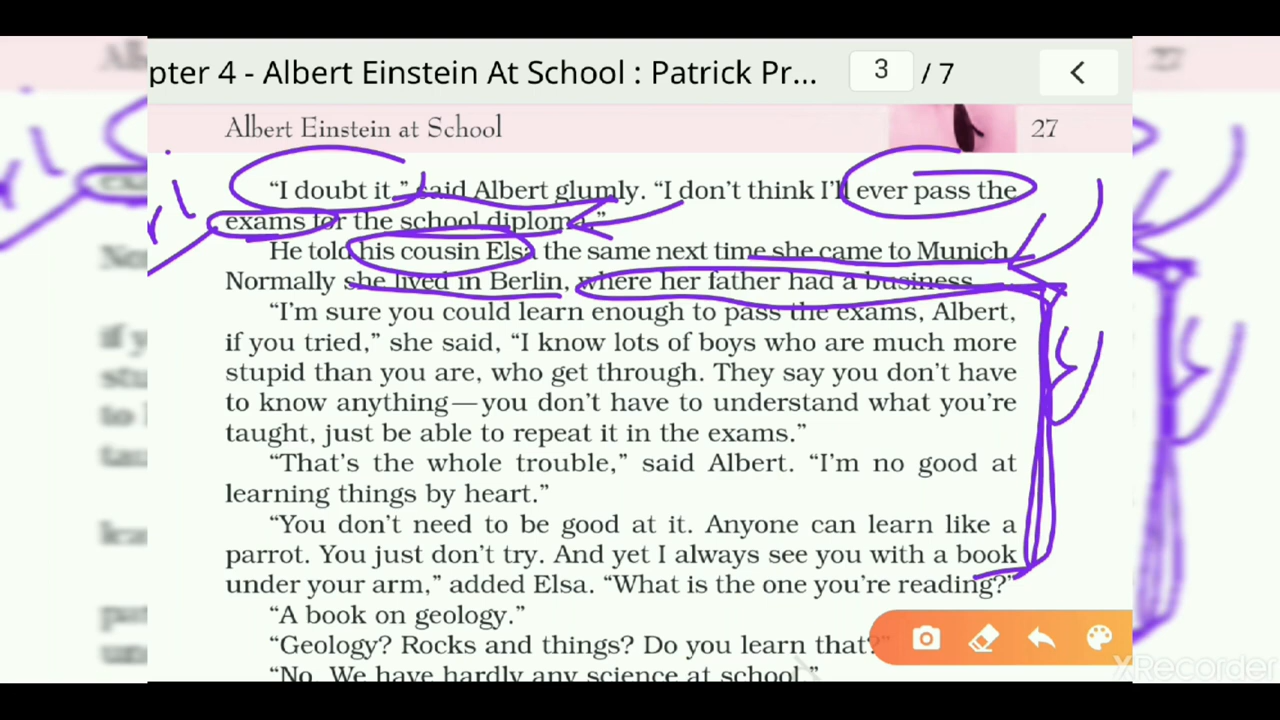 pter 4 - Albert Einstein At School : Patrick Pr... 3 / 7
Albert Einstein at School 27
“I doubt it,” said Albert glumly. “I don’t think I’ll ever pass the
exams for the school diploma.”
He told his cousin Elsa the same next time she came to Munich.
Normally she lived in Berlin, where her father had a business.
“I'm sure you could learn enough to pass the exams, Albert,
if you tried,” she said, “I know lots of boys who are much more
stupid than you are, who get through. They say you don’t have
to know anything—you don’t have to understand what you’re
taught, just be able to repeat it in the exams.”
“That’s the whole trouble,” said Albert. “I’m no good at
learning things by heart.”
“You don’t need to be good at it. Anyone can learn like a
parrot. You just don’t try. And yet I always see you with a book
under your arm,” added Elsa. “What is the one you’re reading?”
“A book on geology.”
“Geology? Rocks and things? Do you learn that?”
“No. We have hardly any science at school.”
XRecorder